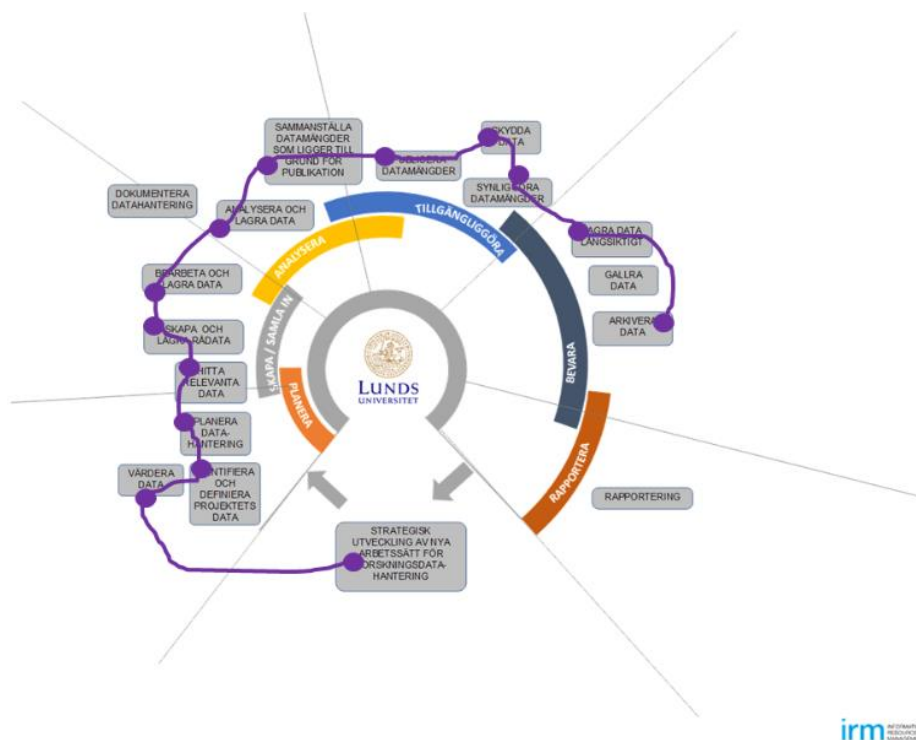 SAMMANSTÄLLA
DATAMÄNGDER
SOM LIGGER TILL
GRUND FÖR
PUBLIKATION
DATAMÄNGDER
SKYDDA
DATA
SYNLIGGÖRA
DATAMÄNGDER
DOKUMENTERA
DATAHANTERING
ANALYSERA OCH
LAGRA DATA
LAGRA DATA
LÅNGSIKTIGT
GALLRA
DATA
ARKIVERA
DATA
BEARBETA OCH
LAGRA DATA
SKAPA OCH
LAGRA RÅDATA
HITTA
RELEVANTA
DATA
PLANERA
DATA-
HANTERING
VÄRDERA
DATA
IDENTIFIERA
OCH
DEFINIERA
PROJEKTETS
DATA
PLANERA
SKAPA / SAMLA IN
ANALYSERA
TILLGÄNGLIGGÖRA
BEVARA
RAPPORTERA
LUNDS
UNIVERSITET
RAPPORTERING
STRATEGISK
UTVECKLING AV NYA
ARBETSSÄTT FÖR
FORSKNINGSDATA-
HANTERING
irm